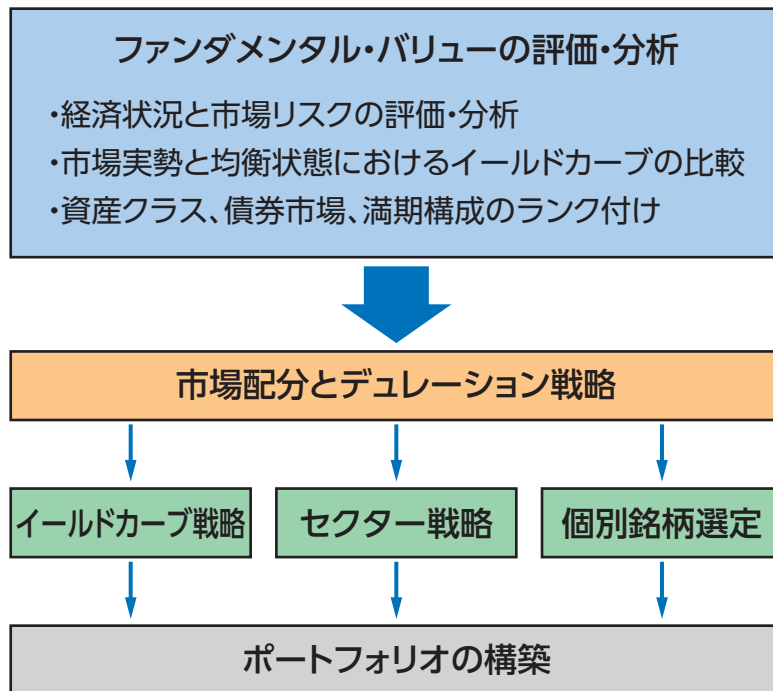 ファンダメンタル・バリューの評価・分析
・経済状況と市場リスクの評価・分析
・市場実勢と均衡状態におけるイールドカーブの比較
・資産クラス、債券市場、満期構成のランク付け
市場配分とデュレーション戦略
イールドカーブ戦略
セクター戦略
個別銘柄選定
ポートフォリオの構築